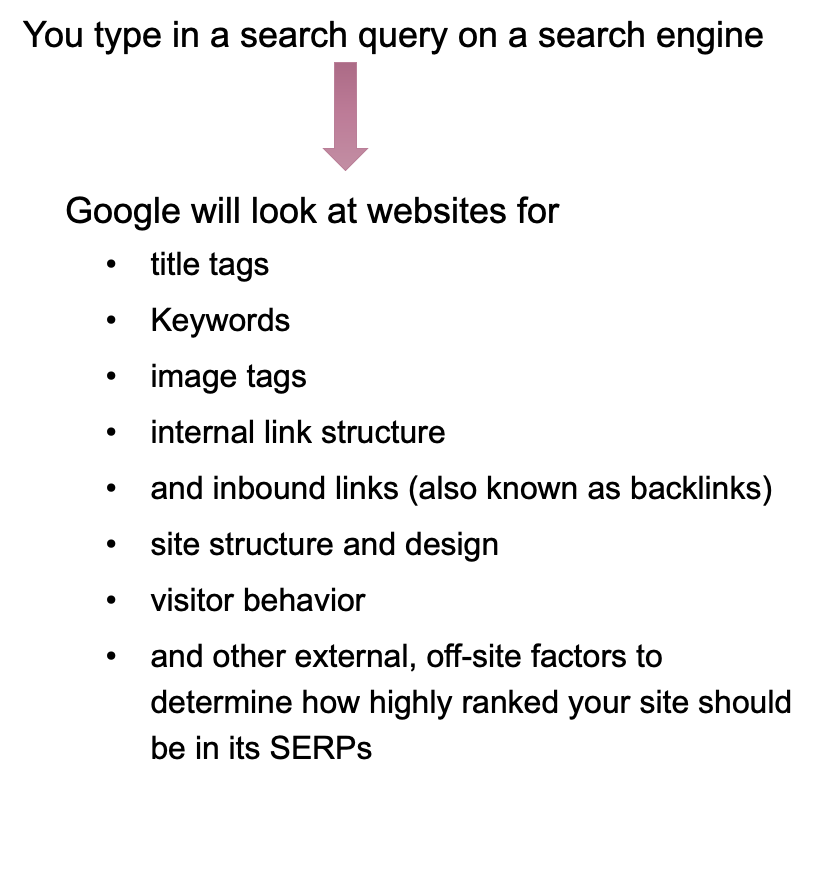 You type in a search query on a search engine
Google will look at websites for
• title tags
• Keywords
• image tags
• internal link structure
• and inbound links (also known as backlinks)
• site structure and design
• visitor behavior
• and other external, off-site factors to
determine how highly ranked your site should
be in its SERPs